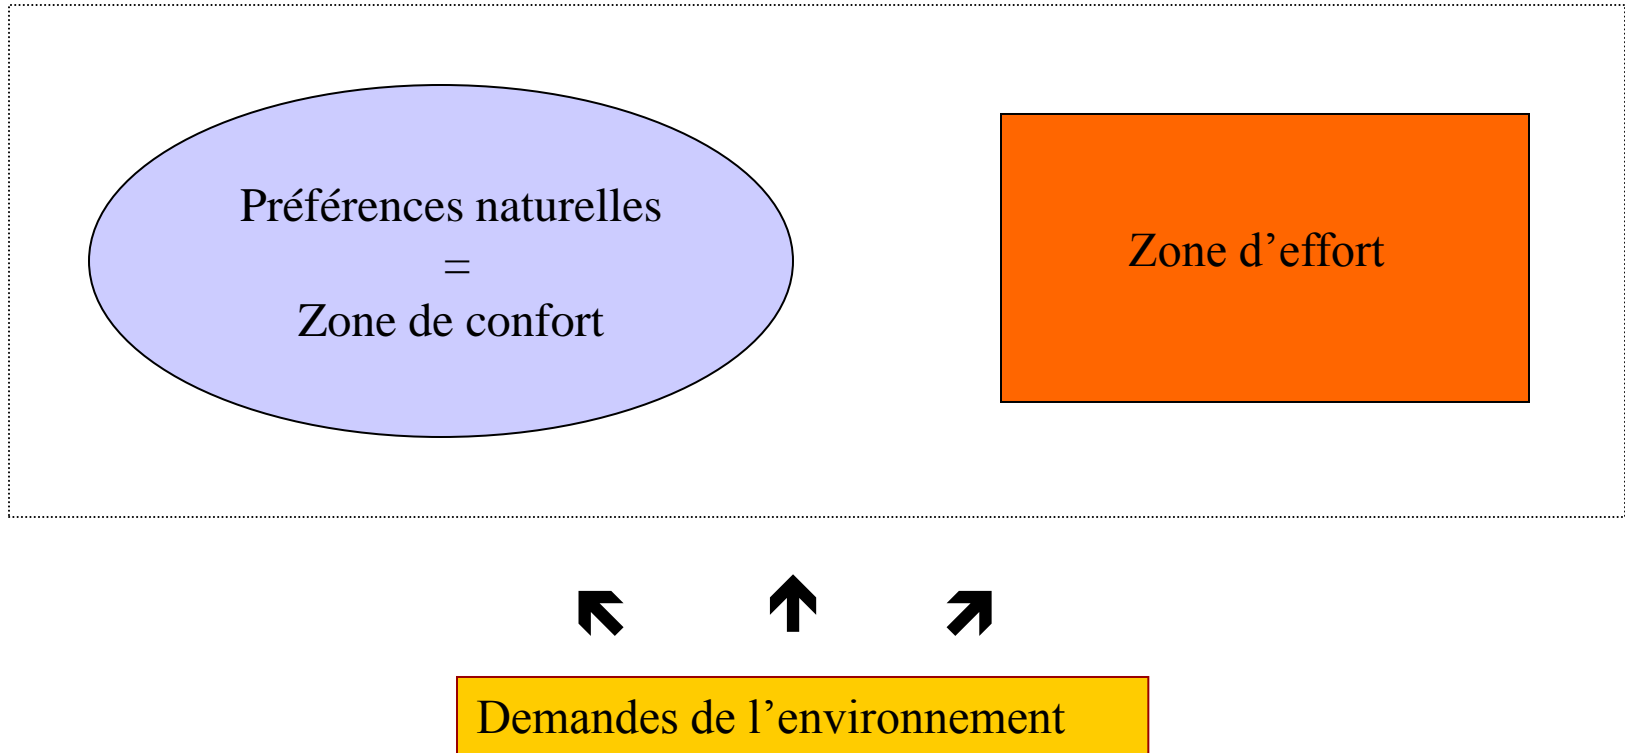 Préférences naturelles
=
Zone de confort
Zone d’effort
Demandes de l’environnement